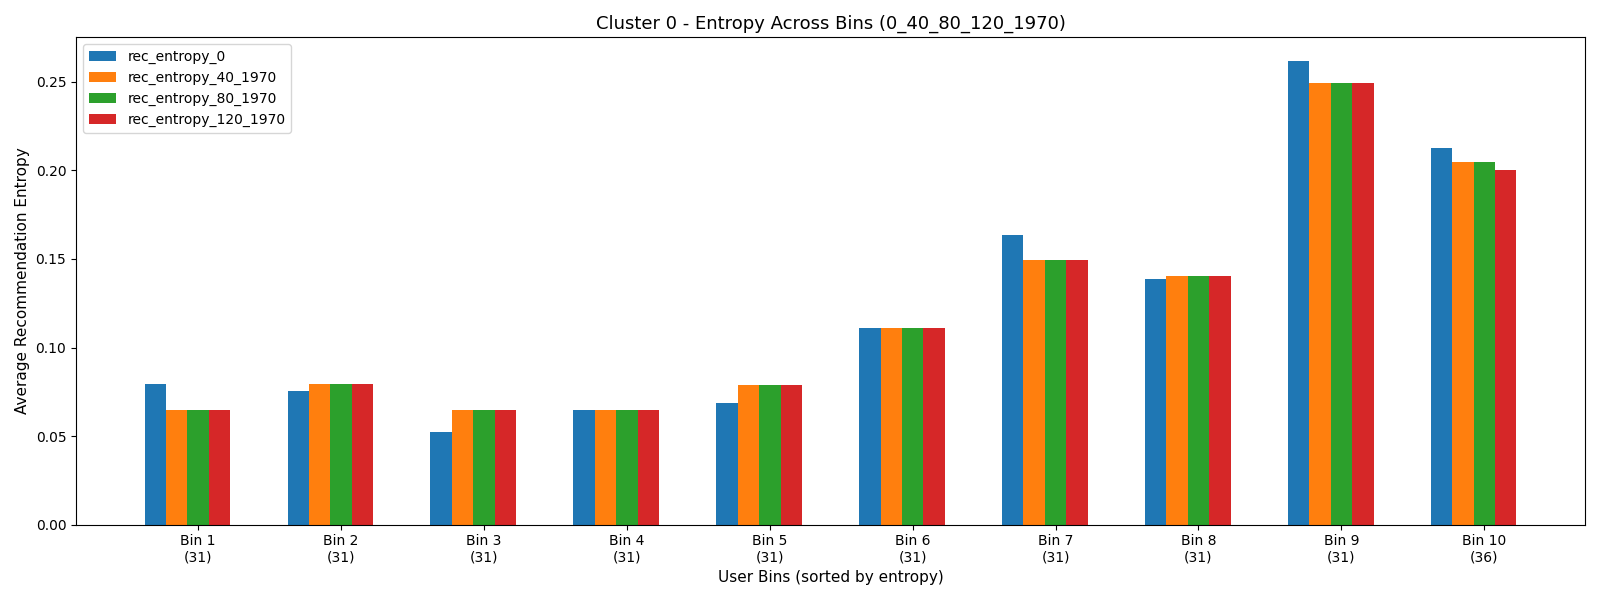 Cluster 0 - Entropy Across Bins (0_40_80_120_1970)
rec_entropy_0
rec_entropy_40_1970
rec_entropy_80_1970
rec_entropy_120_1970
Average Recommendation Entropy
0.25
0.20
0.15
0.10
0.05
0.00
Bin 1
(31)
Bin 2
(31)
Bin 3
(31)
Bin 4
(31)
Bin 5
(31)
Bin 6
(31)
Bin 7
(31)
Bin 8
(31)
Bin 9
(31)
Bin 10
(36)
User Bins (sorted by entropy)